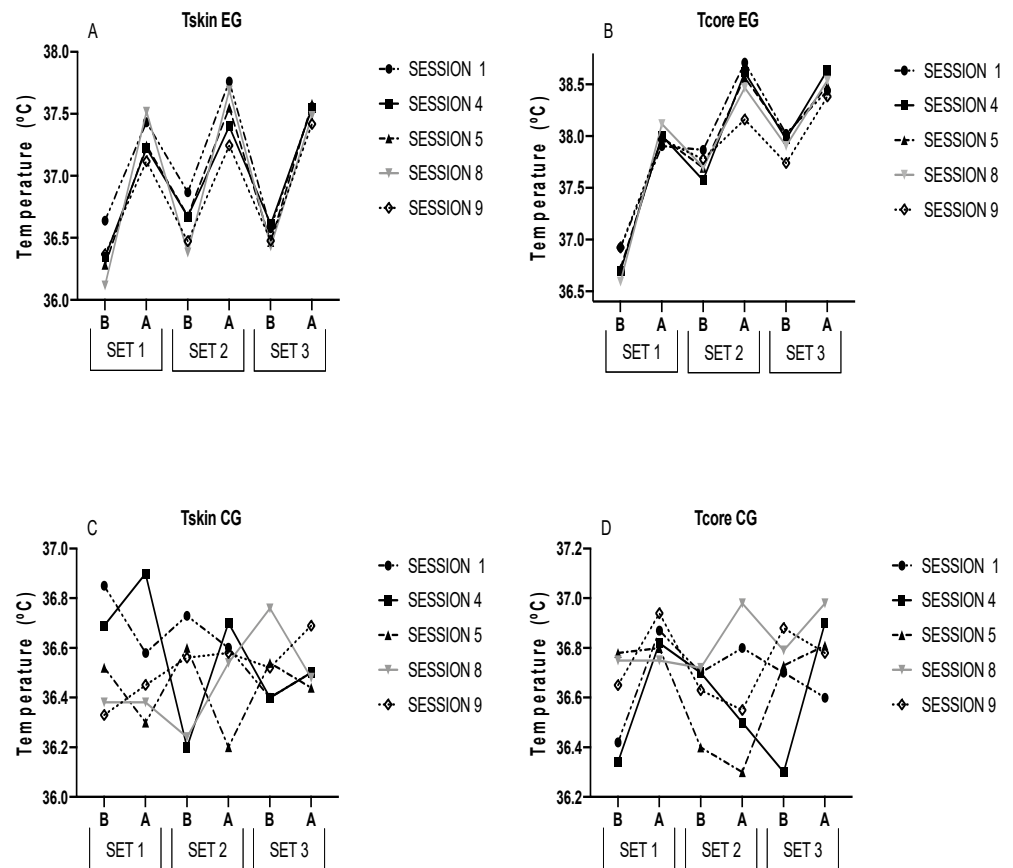 A
Tskin EG
Temperature (ºC)
38.0
37.5
37.0
36.5
36.0
B A B A B A
SET 1 SET 2 SET 3
SESSION 1
SESSION 4
SESSION 5
SESSION 8
SESSION 9
B
Tcore EG
Temperature (ºC)
38.5
38.0
37.5
37.0
36.5
B A B A B A
SET 1 SET 2 SET 3
SESSION 1
SESSION 4
SESSION 5
SESSION 8
SESSION 9
C
Tskin CG
Temperature (ºC)
37.0
36.8
36.6
36.4
36.2
36.0
B A B A B A
SET 1 SET 2 SET 3
SESSION 1
SESSION 4
SESSION 5
SESSION 8
SESSION 9
D
Tcore CG
Temperature (ºC)
37.2
37.0
36.8
36.6
36.4
36.2
B A B A B A
SET 1 SET 2 SET 3
SESSION 1
SESSION 4
SESSION 5
SESSION 8
SESSION 9